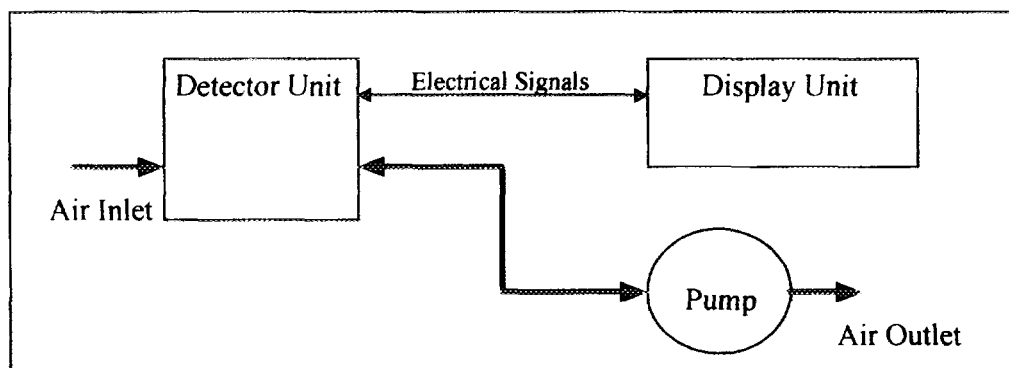 Detector Unit
Electrical Signals
Display Unit
Air Inlet
Pump
Air Outlet